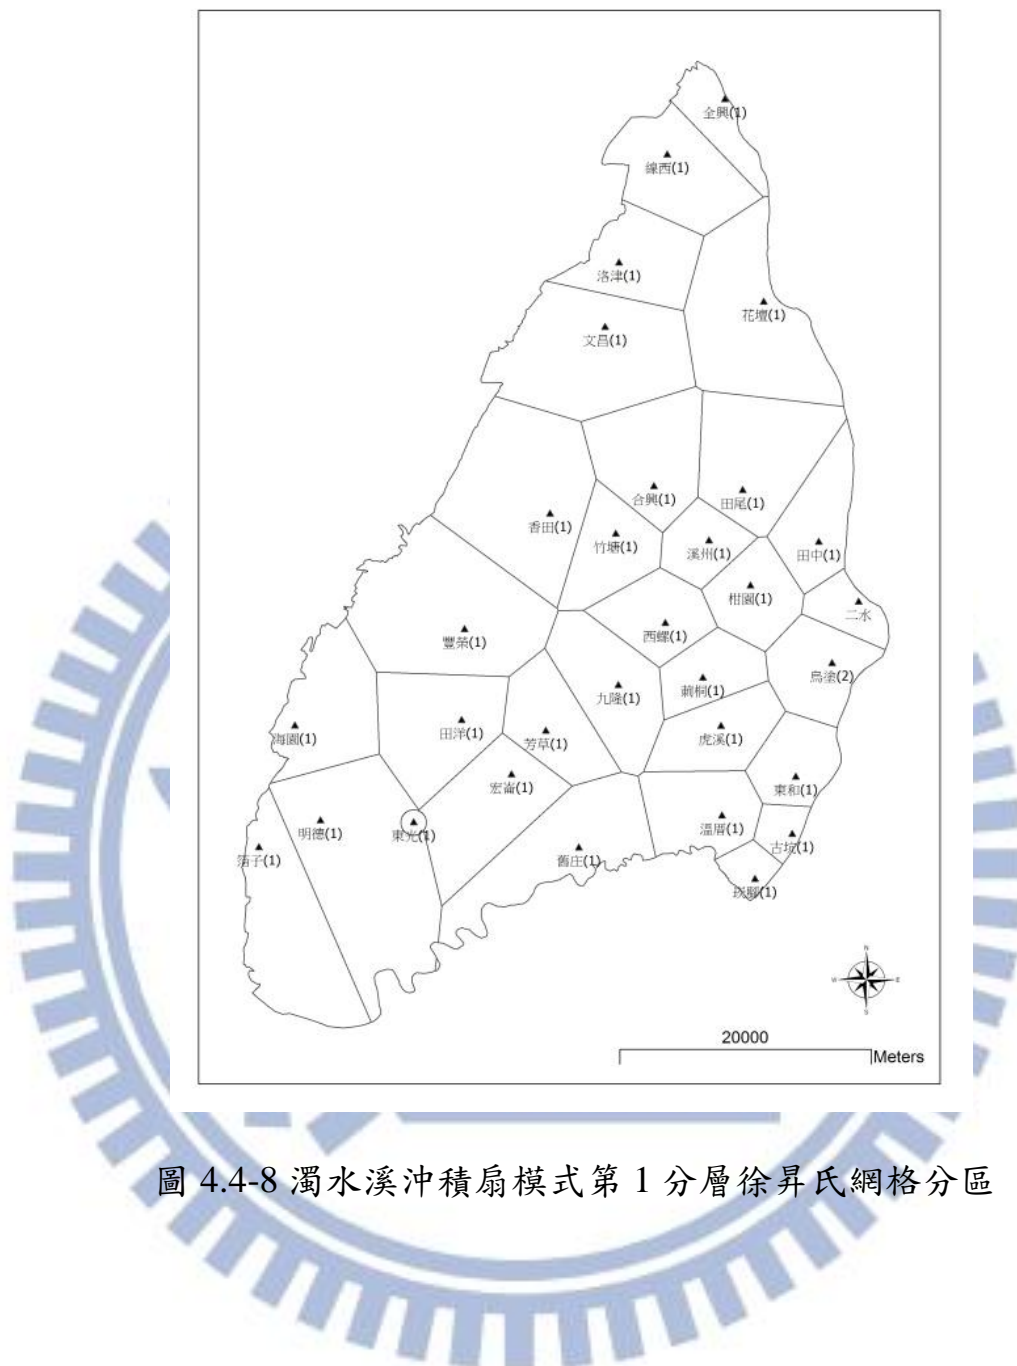 全興(1)
線西(1)
洛津(1)
花壇(1)
文昌(1)
合興(1)
田尾(1)
香田(1)
竹塘(1)
溪州(1)
田中(1)
柑園(1)
二水
西螺(1)
豐榮(1)
烏塗(2)
九隆(1)
莿桐(1)
海園(1)
田洋(1)
芳草(1)
虎溪(1)
宏崙(1)
東和(1)
明德(1)
東光(1)
溫厝(1)
古坑(1)
箔子(1)
舊庄(1)
崁腳(1)
N
W
E
S
20000
Meters
圖 4.4-8 濁水溪沖積扇模式第 1 分層徐昇氏網格分區